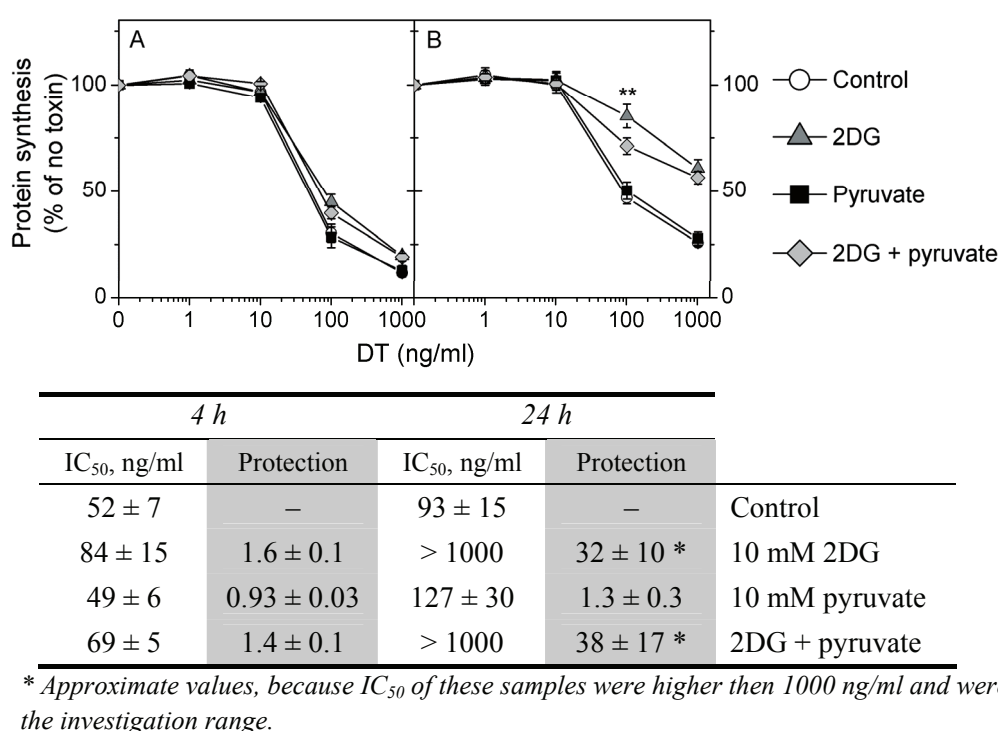 A
B
Protein synthesis
(% of no toxin)
100
50
0
100
50
0
**
0 1 10 100 1000 1 10 100 1000
DT (ng/ml)
Control
2DG
Pyruvate
2DG + pyruvate
4 h 24 h
IC50, ng/ml Protection IC50, ng/ml Protection
52 ± 7 – 93 ± 15 – Control
84 ± 15 1.6 ± 0.1 > 1000 32 ± 10 * 10 mM 2DG
49 ± 6 0.93 ± 0.03 127 ± 30 1.3 ± 0.3 10 mM pyruvate
69 ± 5 1.4 ± 0.1 > 1000 38 ± 17 * 2DG + pyruvate
* Approximate values, because IC50 of these samples were higher then 1000 ng/ml and were
the investigation range.